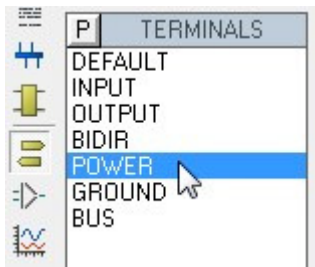 P TERMINALS
DEFAULT
INPUT
OUTPUT
BIDIR
POWER
GROUND
BUS